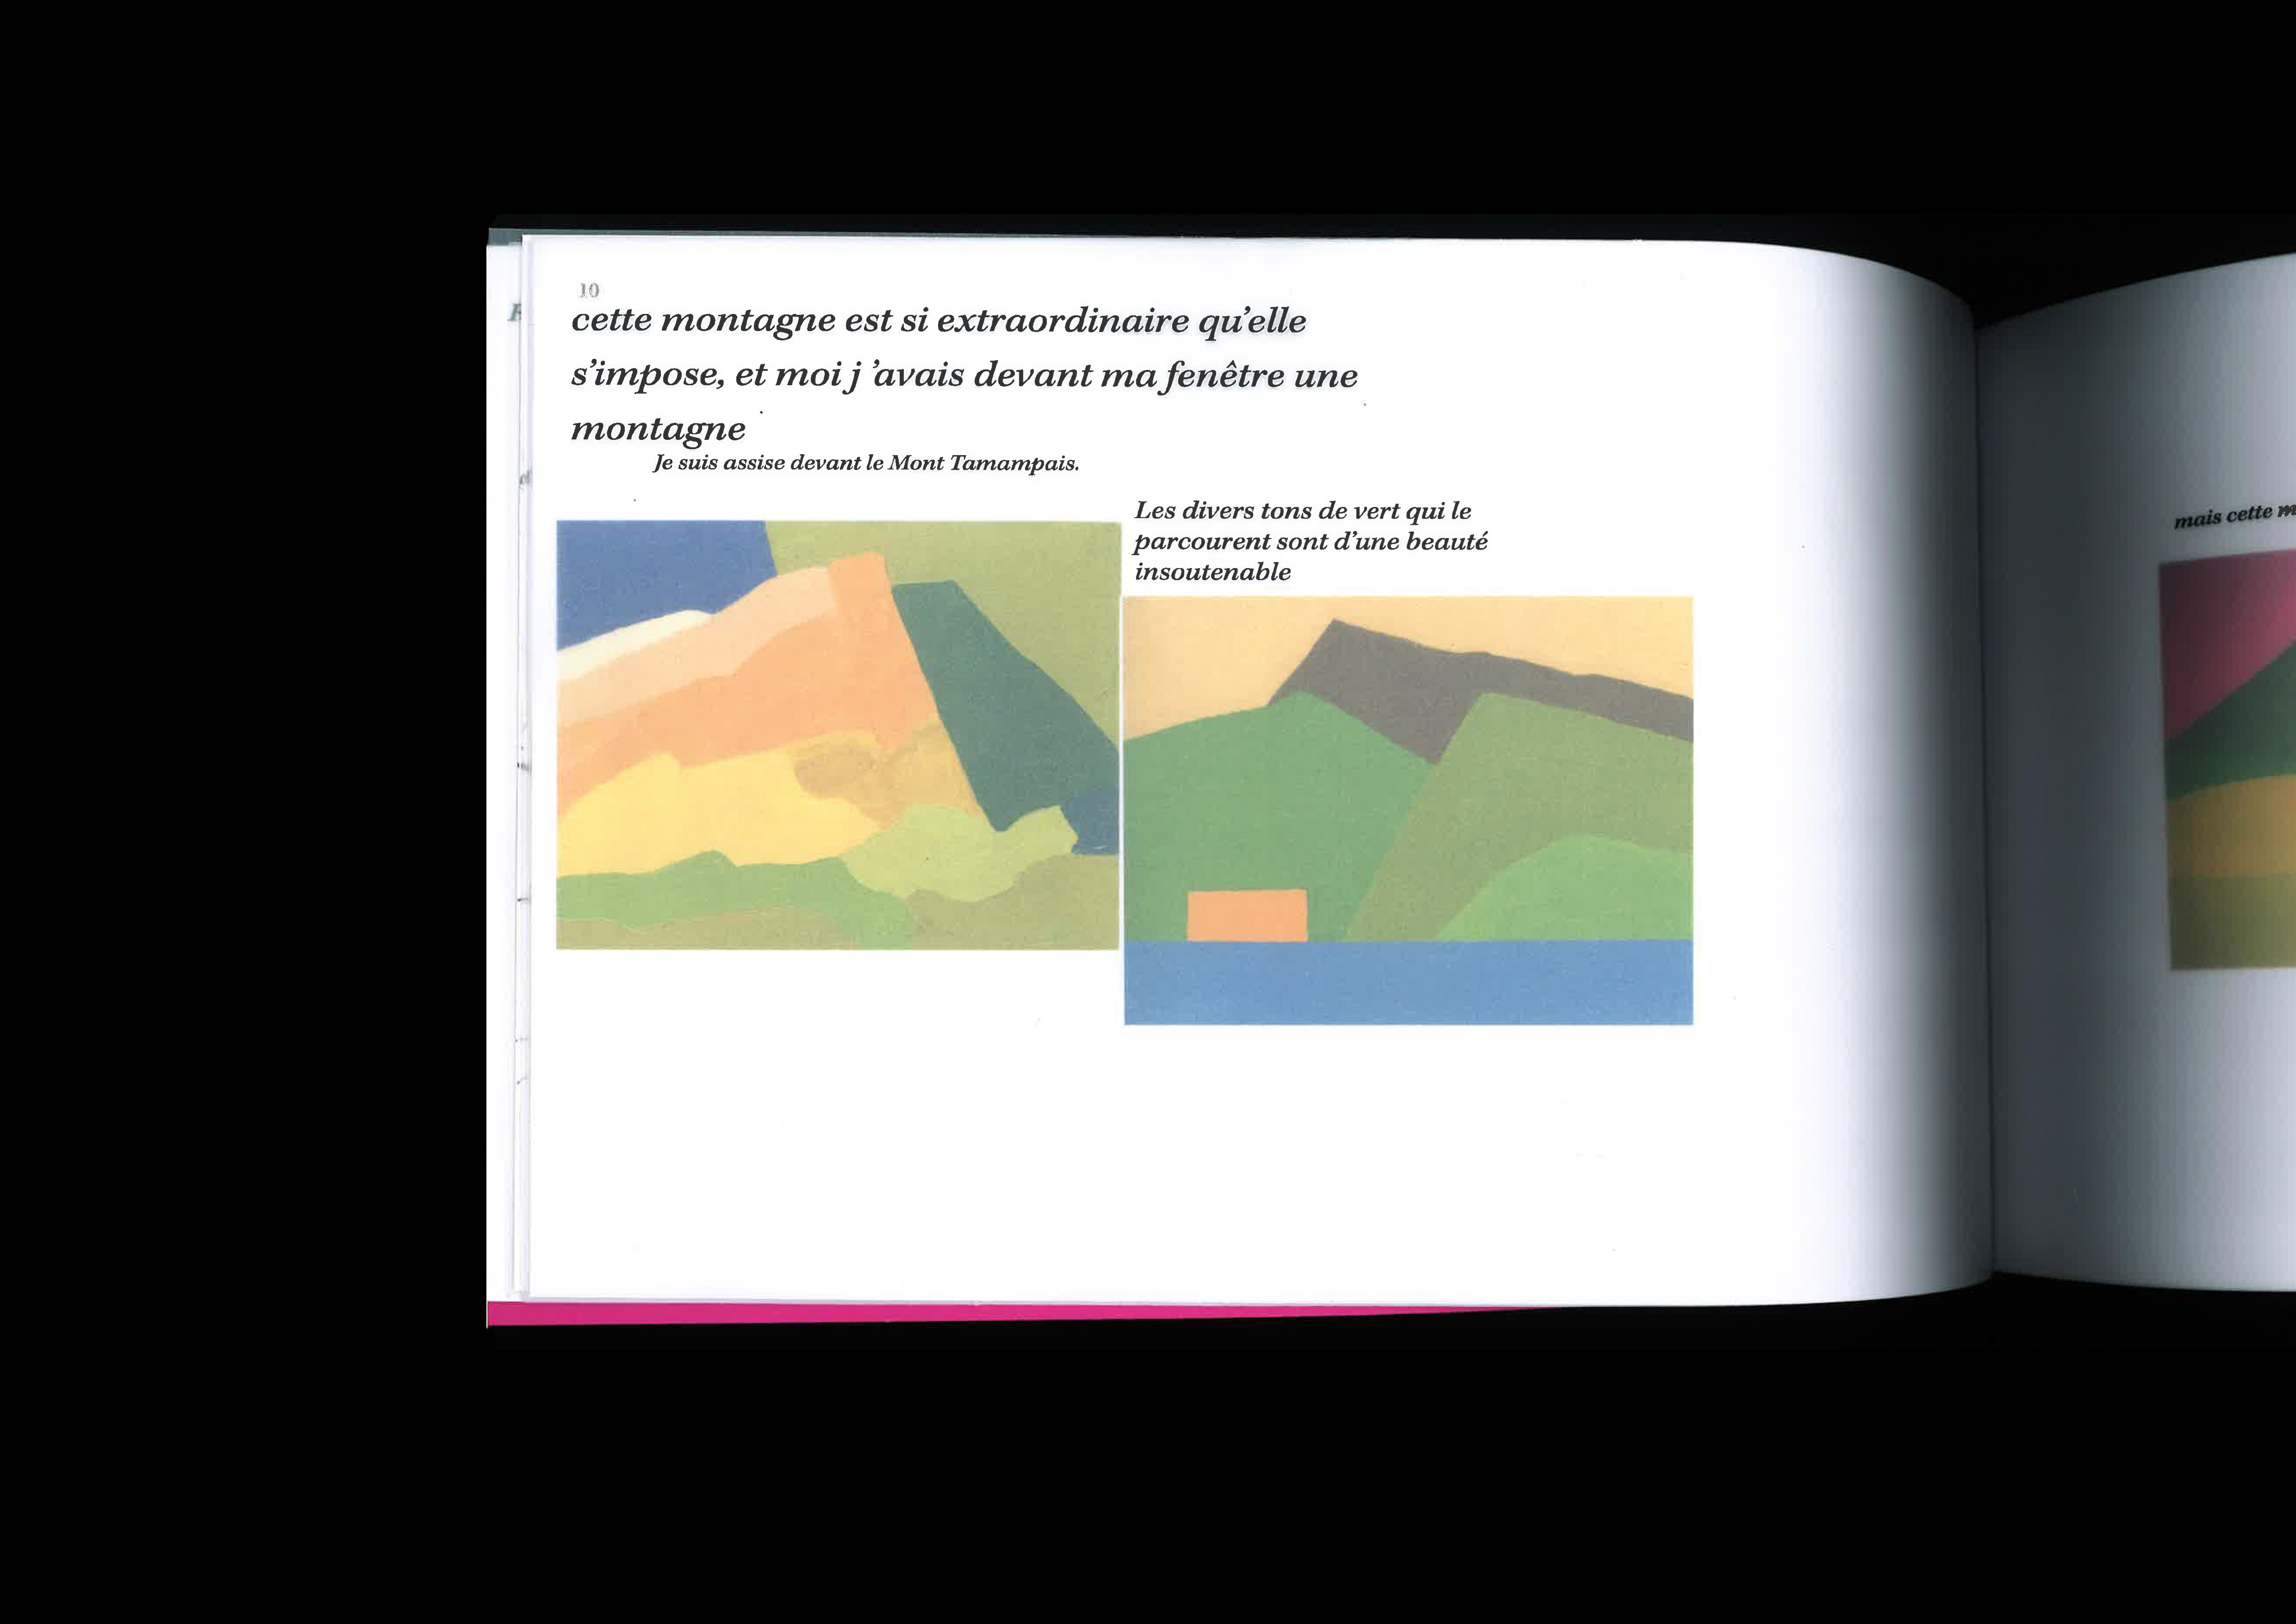 10
cette montagne est si extraordinaire qu’elle
s’impose, et moi j ’avais devant ma fenêtre une
montagne
Je suis assise devant le Mont Tamampais.
Les divers tons de vert qui le
parcourent sont d’une beauté
insoutenable
mais cette